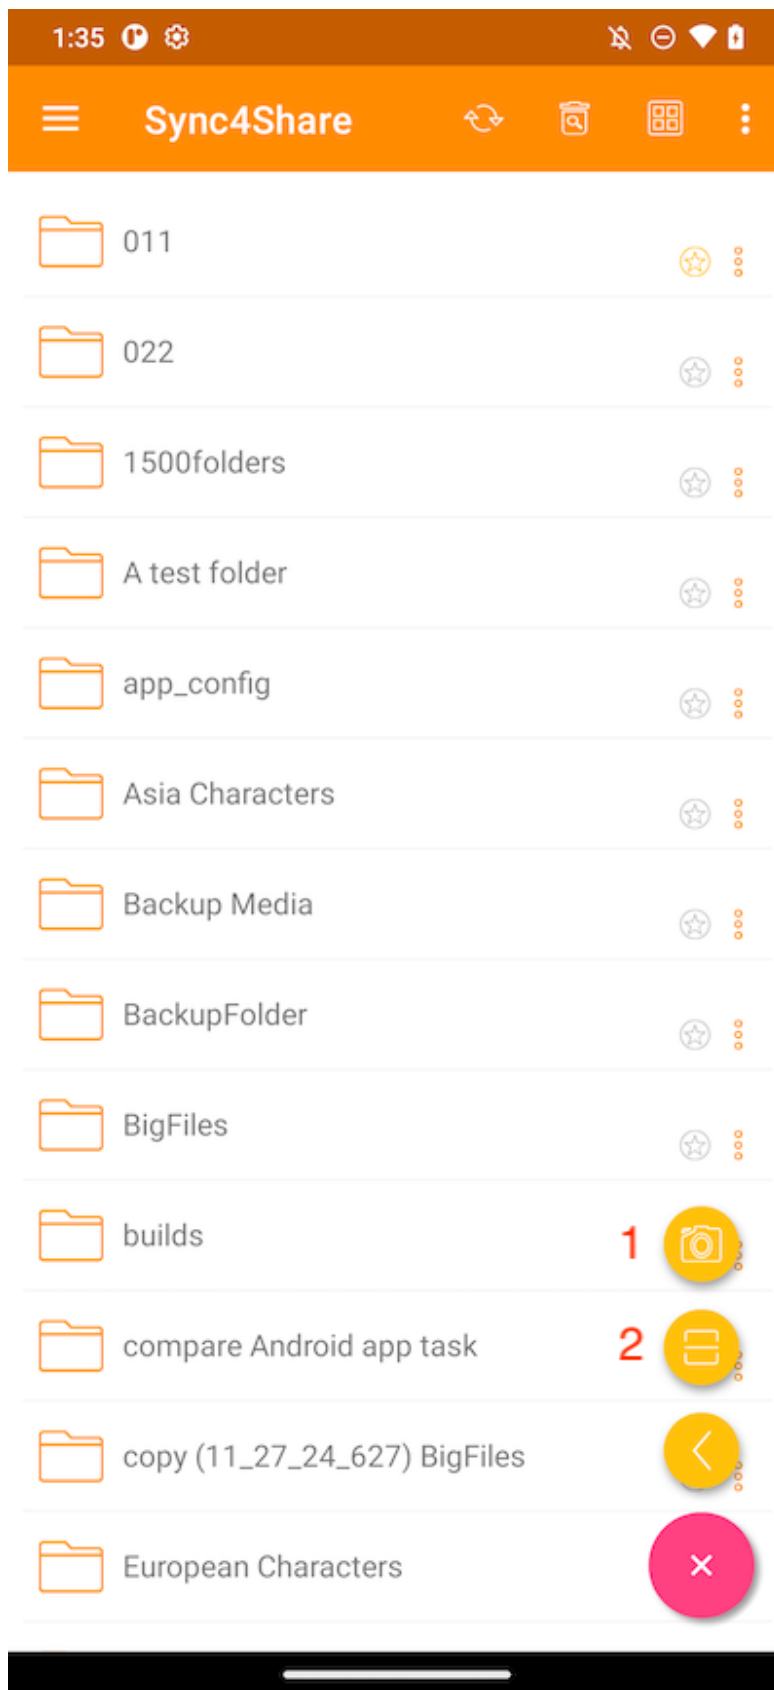 1:35
Sync4Share
011
022
1500folders
A test folder
app_config
Asia Characters
Backup Media
BackupFolder
BigFiles
builds
1
compare Android app task
2
copy (11_27_24_627) BigFiles
European Characters